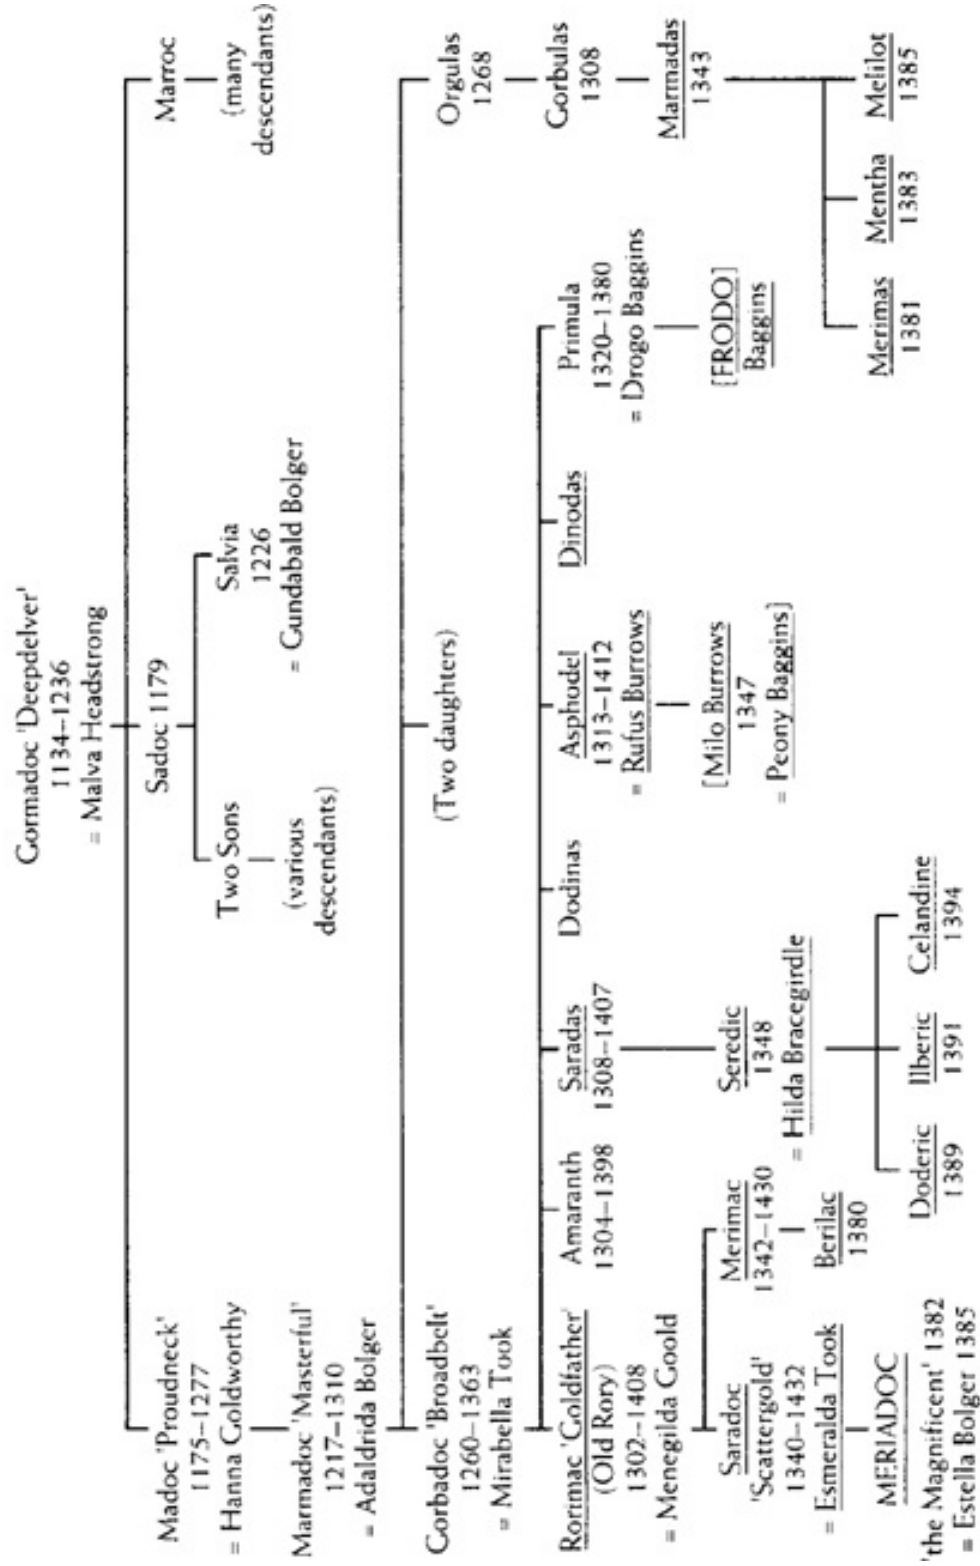 Gormadoc 'Deepdelver'
1134–1236
= Malva Headstrong
Madoc 'Proudneck'
1175–1277
= Hanna Goldworthy
Sadoc 1179
Marroc
(many
descendants)
Two Sons
(various
descendants)
Salvia
1226
= Gundabald Bolger
Marmadoc 'Masterful'
1217–1310
= Adaldrida Bolger
Gorbadoc 'Broadbelt'
1260–1363
= Mirabella Took
(Two daughters)
Orgulas
1268
Gorbulas
1308
Marmadas
1343
Rorimac 'Goldfather'
(Old Rory)
1302–1408
= Menegilda Goold
Amaranth
1304–1398
Saradas
1308–1407
Dodinas
Asphodel
1313–1412
= Rufus Burrows
Dinodas
Primula
1320–1380
= Drogo Baggins
Saradoc
'Scattergold'
1340–1432
= Esmeralda Took
Merimac
1342–1430
Berilac
1380
Seredic
1348
= Hilda Bracegirdle
[Milo Burrows
1347
= Peony Baggins]
[FRODO]
Baggins
MERIADOC
'the Magnificent' 1382
= Estella Bolger 1385
Doderic
1389
Ilberic
1391
Celandine
1394
Merimas
1381
Mentha
1383
Melilot
1385